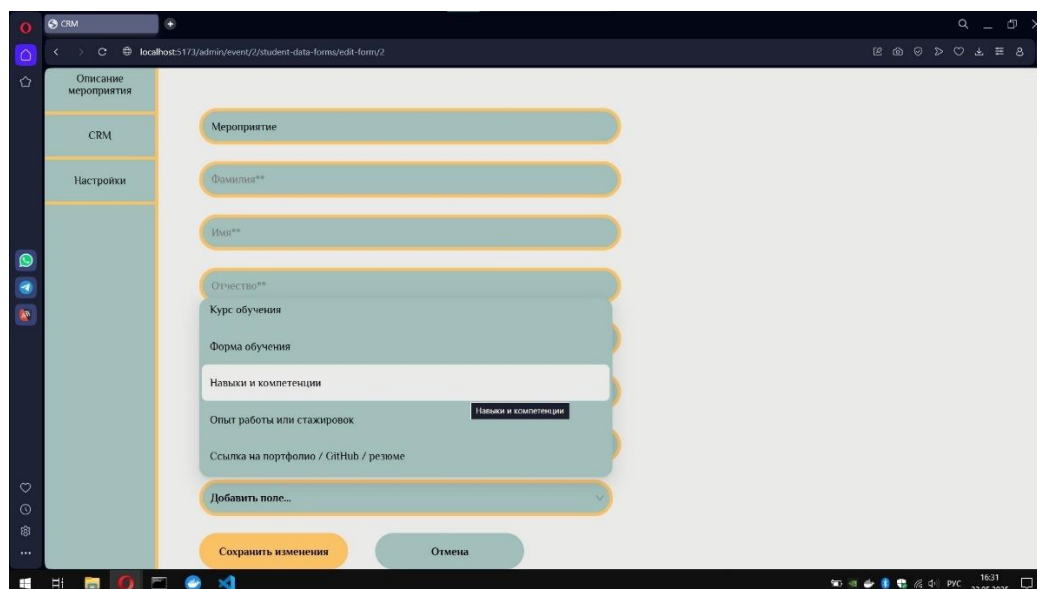 CRM
localhost:5173/admin/event/2/student-data-forms/edit-form/2
Описание
мероприятия
CRM
Настройки
Мероприятие
Фамилия**
Имя**
Отчество**
Курс обучения
Форма обучения
Навыки и компетенции
Навыки и компетенции
Опыт работы или стажировок
Ссылка на портфолио / GitHub / резюме
Добавить поле...
Сохранить изменения
Отмена
РУС
16:31